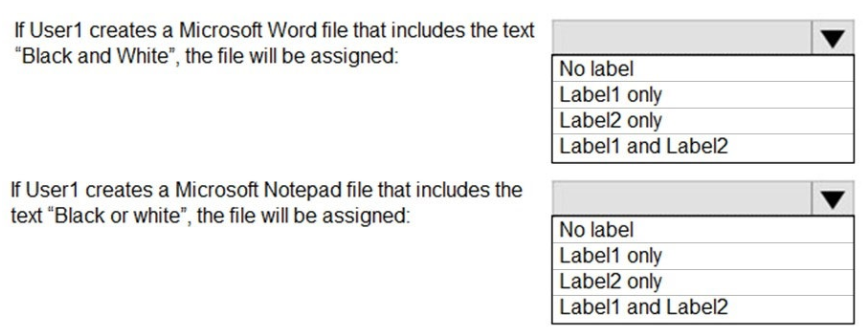 If User1 creates a Microsoft Word file that includes the text
“Black and White”, the file will be assigned:
No label
Label1 only
Label2 only
Label1 and Label2
If User1 creates a Microsoft Notepad file that includes the
text “Black or white”, the file will be assigned:
No label
Label1 only
Label2 only
Label1 and Label2